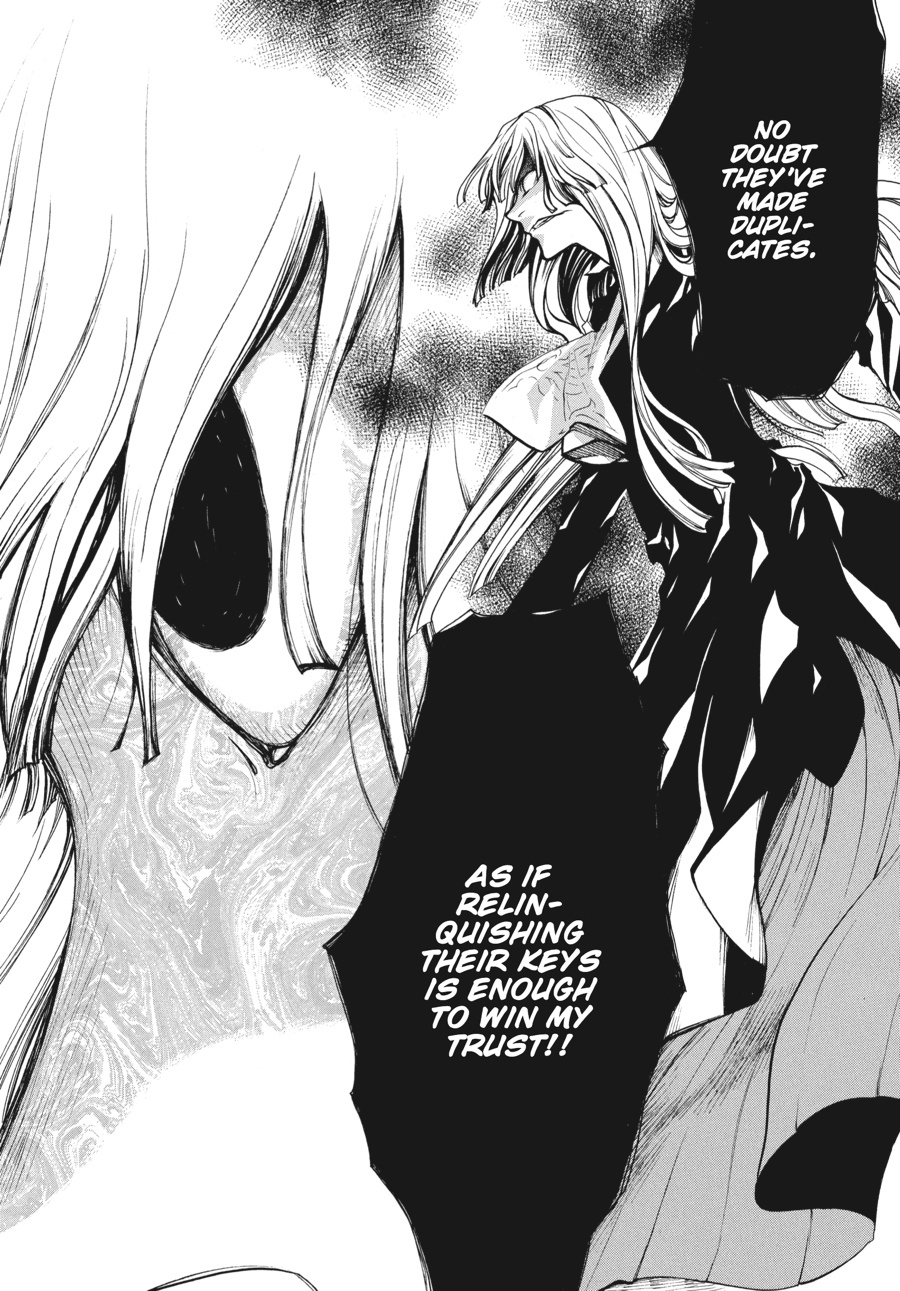 NO
DOUBT
THEY'VE
MADE
DUPLI-
CATES.
AS IF
RELIN-
QUISHING
THEIR KEYS
IS ENOUGH
TO WIN MY
TRUST!!